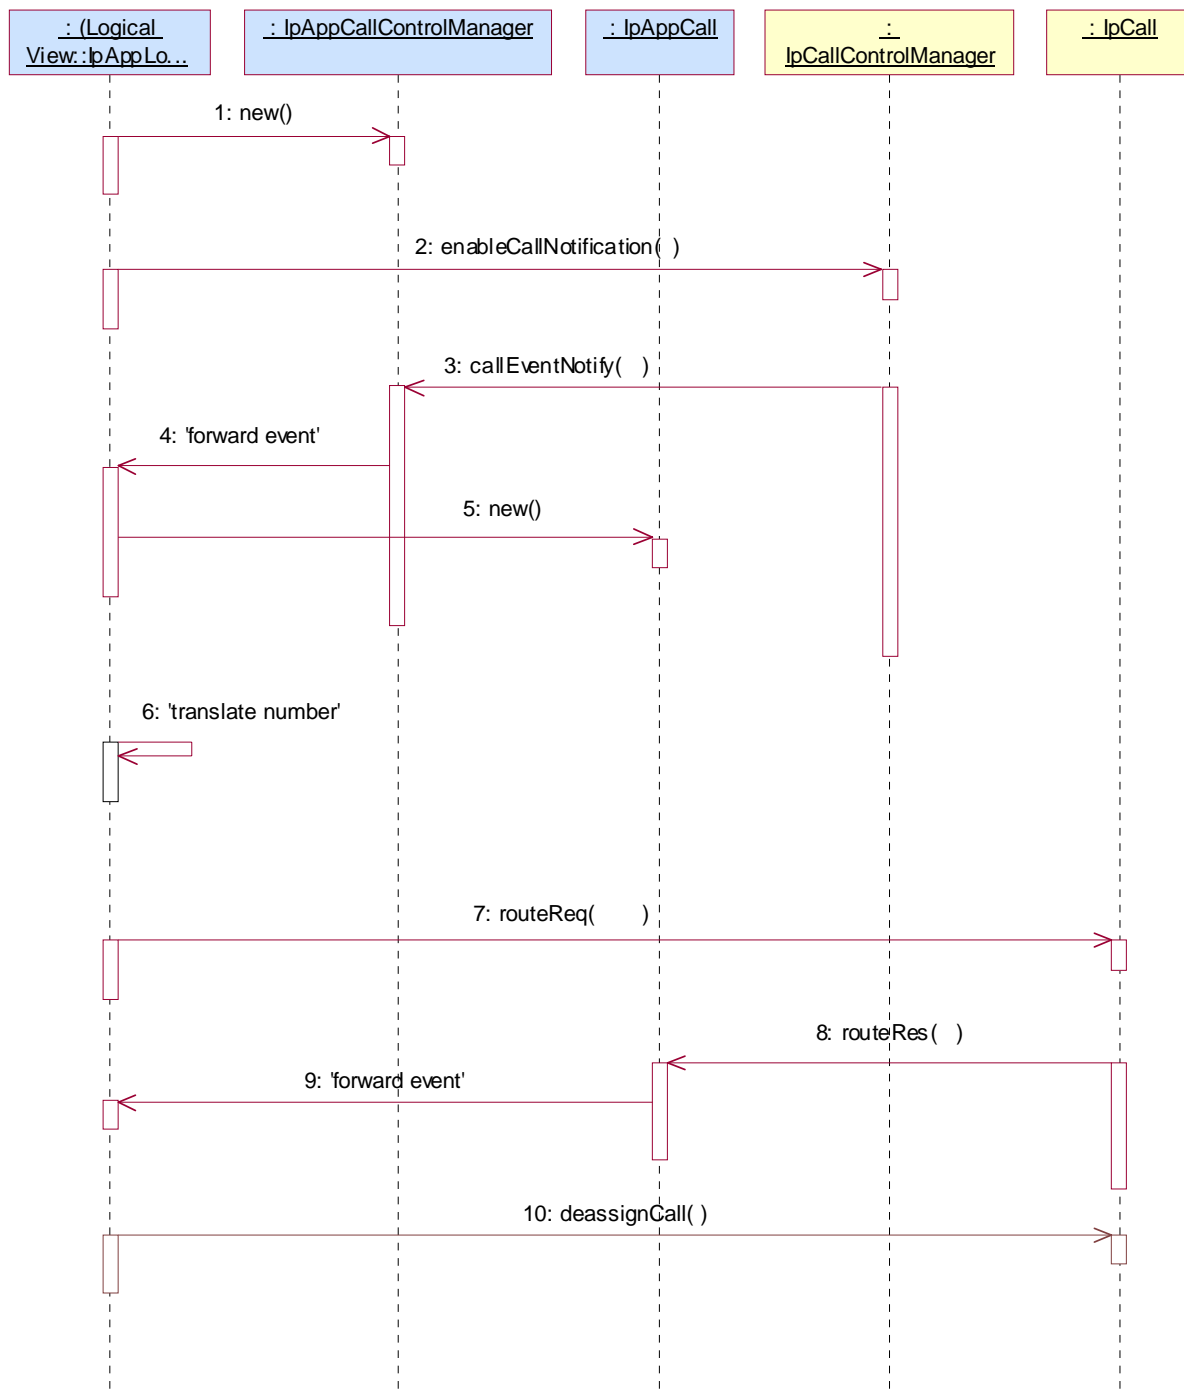 : (Logical
View::IpAppLo...
: IpAppCallControlManager
: IpAppCall
:
IpCallControlManager
: IpCall
1: new()
2: enableCallNotification( )
3: callEventNotify( )
4: 'forward event'
5: new()
6: 'translate number'
7: routeReq( )
8: routeRes( )
9: 'forward event'
10: deassignCall( )